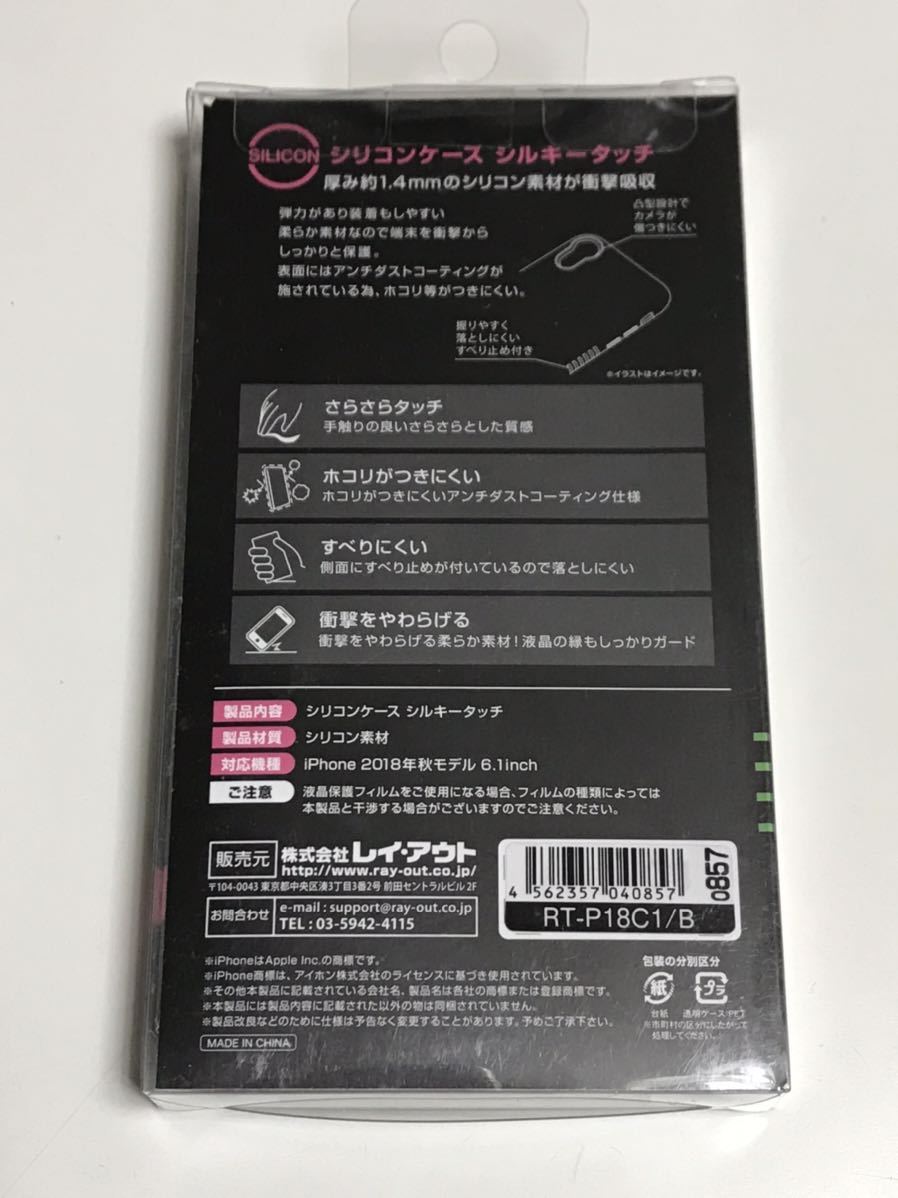 SILICON
シリコンケース シルキータッチ
厚み約1.4mmのシリコン素材が衝撃吸収
弾力があり装着もしやすい
柔らか素材なので端末を衝撃から
しっかりと保護。
表面にはアンチダストコーティングが
施されている為、ホコリ等がつきにくい。
凸型設計で
カメラが
傷つきにくい
握りやすく
落としにくい
すべり止め付き
※イラストはイメージです。
さらさらタッチ
手触りの良いさらさらとした質感
ホコリがつきにくい
ホコリがつきにくいアンチダストコーティング仕様
すべりにくい
側面にすべり止めが付いているので落としにくい
衝撃をやわらげる
衝撃をやわらげる柔らか素材!液晶の縁もしっかりガード
製品内容 シリコンケース シルキータッチ
製品材質 シリコン素材
対応機種 iPhone 2018年秋モデル 6.1inch
ご注意 液晶保護フィルムをご使用になる場合、フィルムの種類によっては
本製品と干渉する場合がございますのでご注意ください。
販売元 株式会社レイ・アウト
http://www.ray-out.co.jp/
〒104-0043 東京都中央区湊3丁目3番2号 前田セントラルビル 2F
お問合わせ e-mail : support@ray-out.co.jp
TEL : 03-5942-4115
4 562357 040857
0857
RT-P18C1/B
※iPhoneはApple Inc.の商標です。
※iPhone商標は、アイホン株式会社のライセンスに基づき使用されています。
※その他本製品に記載されている会社名、製品名は各社の商標または登録商標です。
※本製品には製品内容に記載された以外の物は同梱されていません。
※製品改良などのために仕様は予告なく変更することがあります。予めご了承下さい。
MADE IN CHINA
包装の分別区分
紙 プラ
台紙 透明ケース:PET
※市町村の区分にしたがって
処理してください。